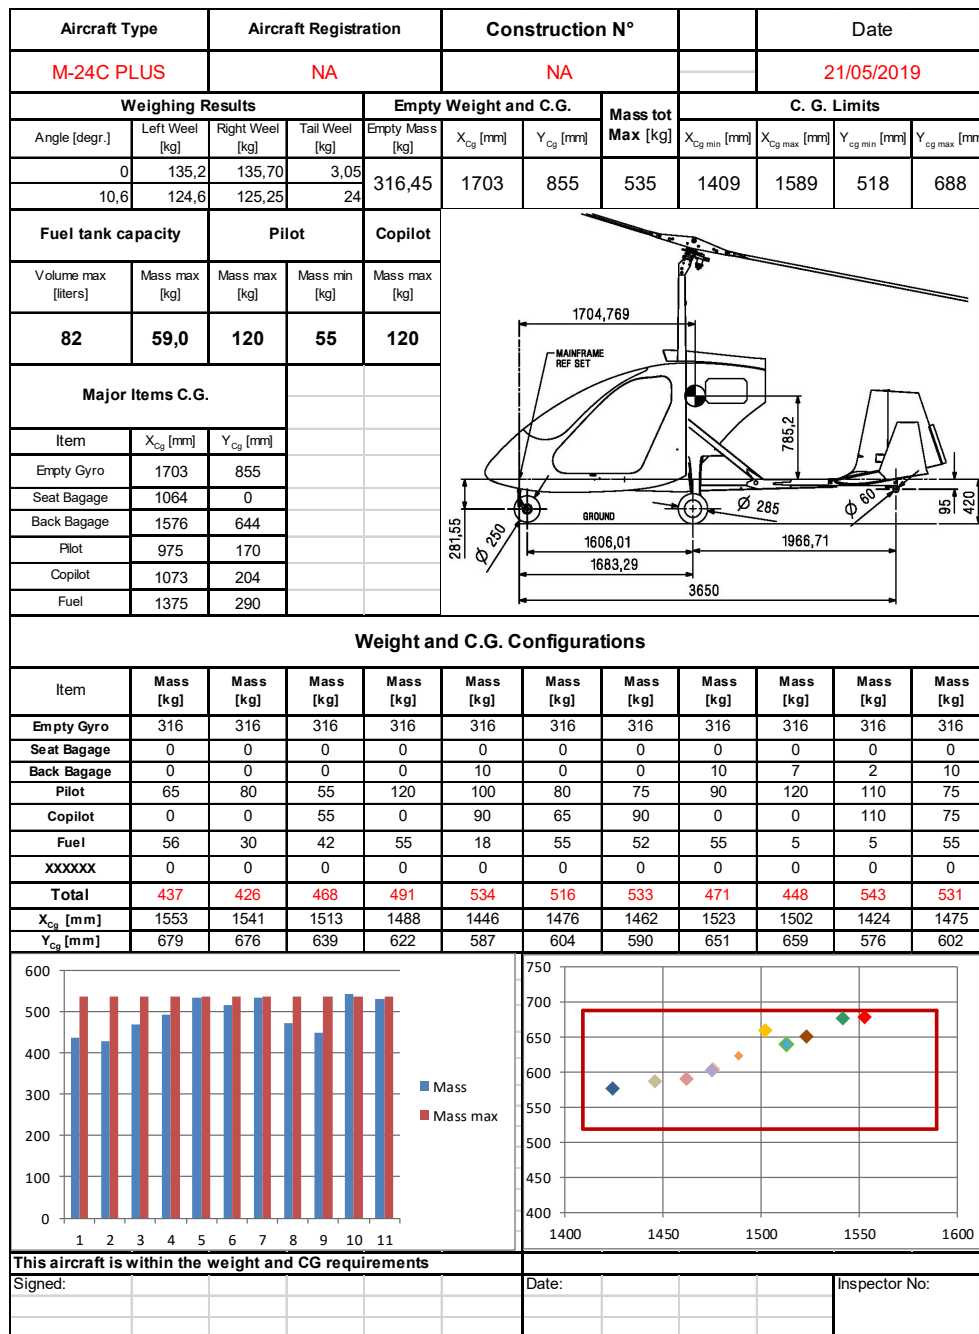 Aircraft Type Aircraft Registration Construction N° Date
M-24C PLUS NA NA 21/05/2019
Weighing Results Empty Weight and C.G. Mass tot Max [kg] C. G. Limits
Angle [degr.] Left Weel [kg] Right Weel [kg] Tail Weel [kg] Empty Mass [kg] XCg [mm] YCg [mm] XCg min [mm] XCg max [mm] Ycg min [mm] Ycg max [mm
0 135,2 135,70 3,05 316,45 1703 855 535 1409 1589 518 688
10,6 124,6 125,25 24
Fuel tank capacity Pilot Copilot
Volume max [liters] Mass max [kg] Mass max [kg] Mass min [kg] Mass max [kg]
82 59,0 120 55 120
Major Items C.G.
Item XCg [mm] YCg [mm]
Empty Gyro 1703 855
Seat Bagage 1064 0
Back Bagage 1576 644
Pilot 975 170
Copilot 1073 204
Fuel 1375 290
1704,769
MAINFRAME
REF SET
785,2
281,55
Ø 250
GROUND
Ø 285
Ø 60
95
420
1606,01
1966,71
1683,29
3650
Weight and C.G. Configurations
Item Mass [kg] Mass [kg] Mass [kg] Mass [kg] Mass [kg] Mass [kg] Mass [kg] Mass [kg] Mass [kg] Mass [kg] Mass [kg]
Empty Gyro 316 316 316 316 316 316 316 316 316 316 316
Seat Bagage 0 0 0 0 0 0 0 0 0 0 0
Back Bagage 0 0 0 0 10 0 0 10 7 2 10
Pilot 65 80 55 120 100 80 75 90 120 110 75
Copilot 0 0 55 0 90 65 90 0 0 110 75
Fuel 56 30 42 55 18 55 52 55 5 5 55
XXXXXX 0 0 0 0 0 0 0 0 0 0 0
Total 437 426 468 491 534 516 533 471 448 543 531
XCg [mm] 1553 1541 1513 1488 1446 1476 1462 1523 1502 1424 1475
YCg [mm] 679 676 639 622 587 604 590 651 659 576 602
600
500
400
300
200
100
0
1 2 3 4 5 6 7 8 9 10 11
Mass
Mass max
750
700
650
600
550
500
450
400
1400 1450 1500 1550 1600
This aircraft is within the weight and CG requirements
Signed: Date: Inspector No: